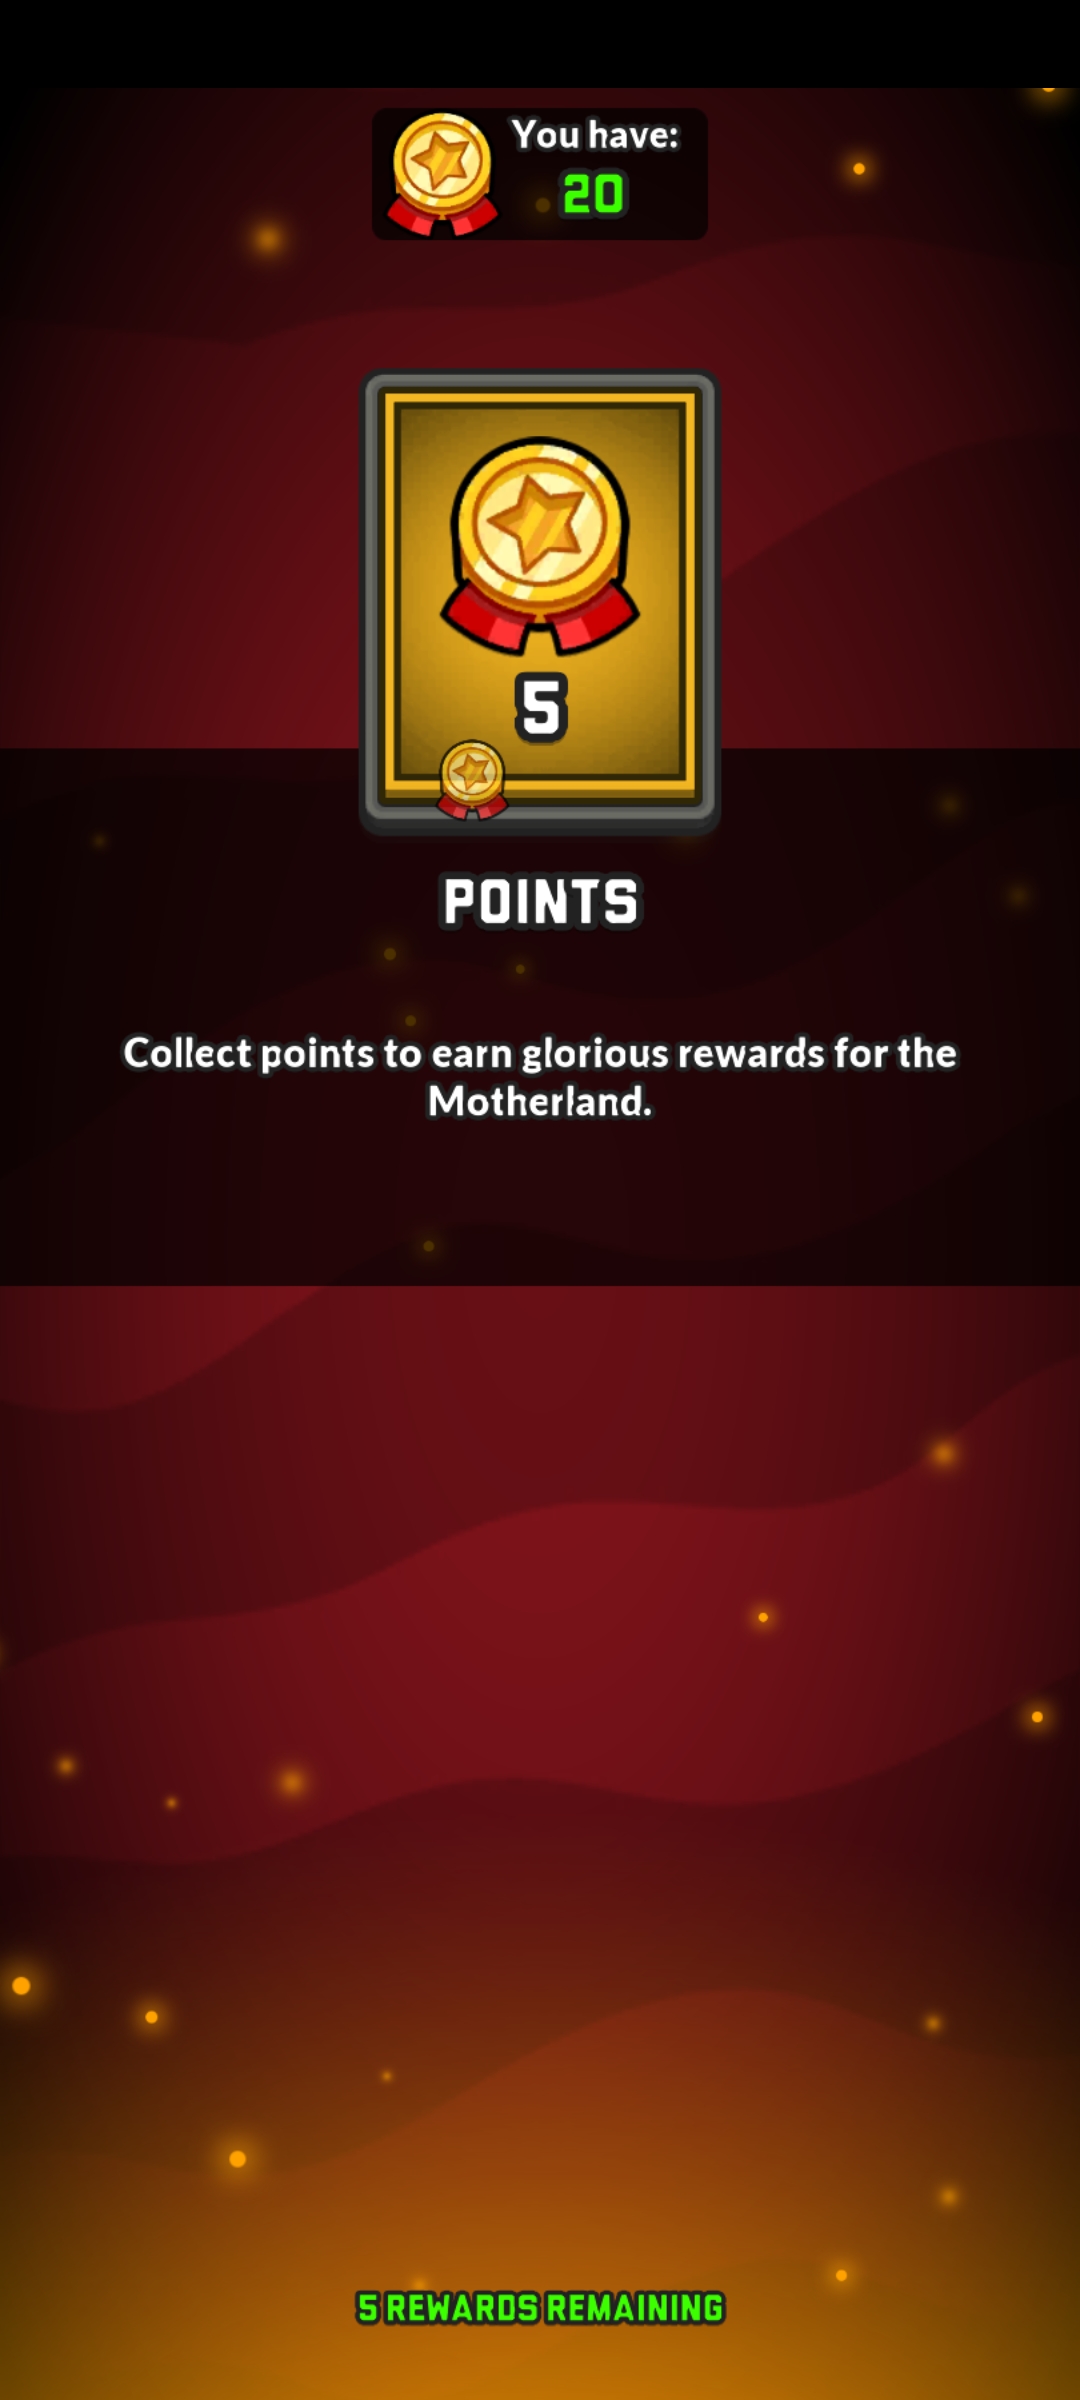 You have:
20
5
POINTS
Collect points to earn glorious rewards for the
Motherland.
5 REWARDS REMAINING